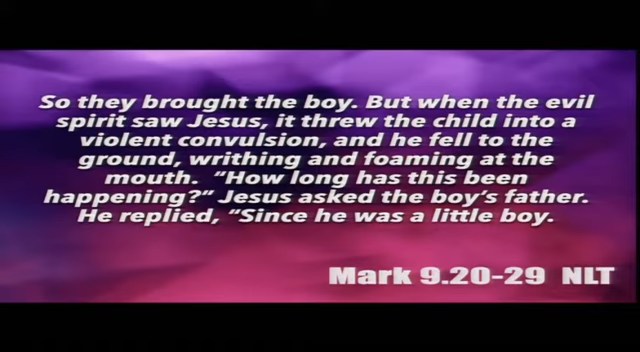 So they brought the boy. But when the evil
spirit saw Jesus, it threw the child into a
violent convulsion, and he fell to the
ground, writhing and foaming at the
mouth.  “How long has this been
happening?” Jesus asked the boy’s father.
He replied, “Since he was a little boy.
Mark 9.20-29  NLT